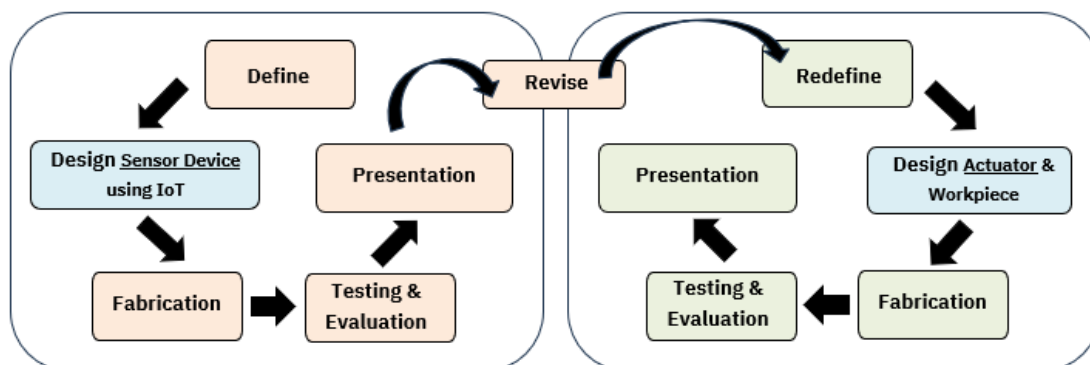 Define
Design Sensor Device
using IoT
Fabrication
Testing &
Evaluation
Presentation
Revise
Redefine
Design Actuator &
Workpiece
Fabrication
Testing &
Evaluation
Presentation